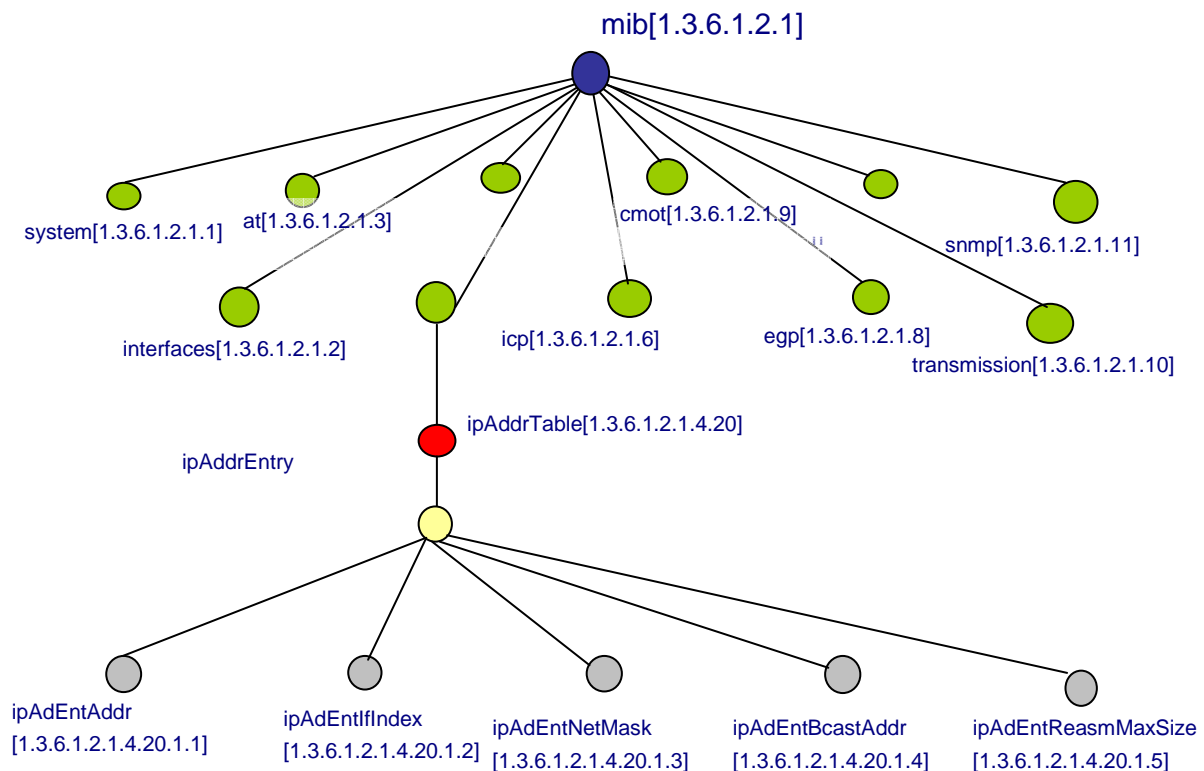 mib[1.3.6.1.2.1]
system[1.3.6.1.2.1.1]
at[1.3.6.1.2.1.3]
cmot[1.3.6.1.2.1.9]
snmp[1.3.6.1.2.1.11]
interfaces[1.3.6.1.2.1.2]
icp[1.3.6.1.2.1.6]
egp[1.3.6.1.2.1.8]
transmission[1.3.6.1.2.1.10]
ipAddrTable[1.3.6.1.2.1.4.20]
ipAddrEntry
ipAdEntAddr
[1.3.6.1.2.1.4.20.1.1]
ipAdEntIfIndex
[1.3.6.1.2.1.4.20.1.2]
ipAdEntNetMask
[1.3.6.1.2.1.4.20.1.3]
ipAdEntBcastAddr
[1.3.6.1.2.1.4.20.1.4]
ipAdEntReasmMaxSize
[1.3.6.1.2.1.4.20.1.5]